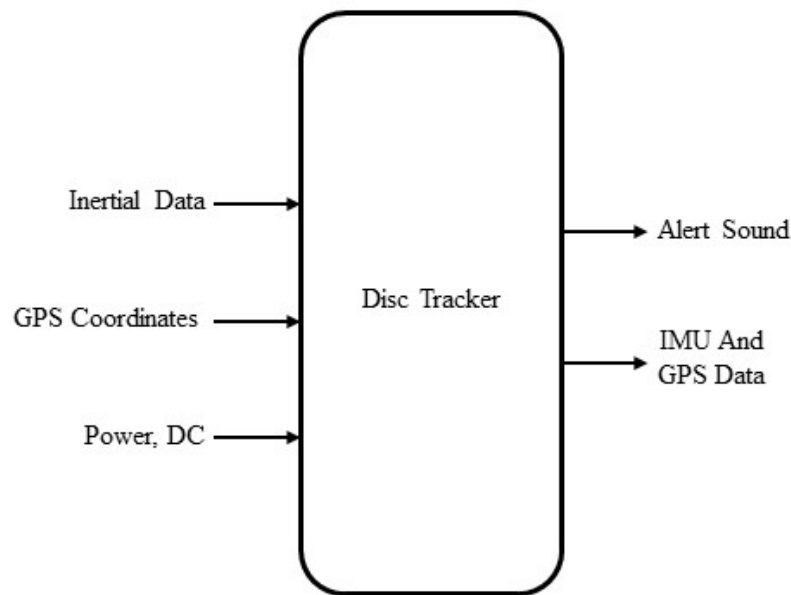 Inertial Data
GPS Coordinates
Power, DC
Disc Tracker
Alert Sound
IMU And
GPS Data